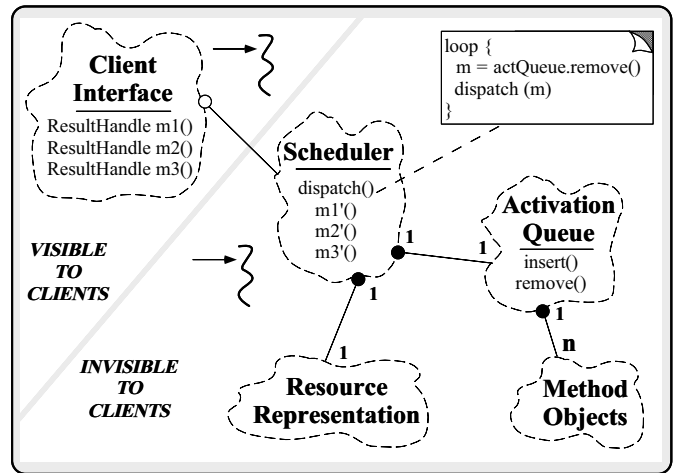 Client
Interface
ResultHandle m1()
ResultHandle m2()
ResultHandle m3()
loop {
m = actQueue.remove()
dispatch (m)
}
Scheduler
dispatch()
m1'()
m2'()
m3'()
Activation
Queue
insert()
remove()
1
1
1
1
1
n
VISIBLE
TO
CLIENTS
INVISIBLE
TO
CLIENTS
Resource
Representation
Method
Objects